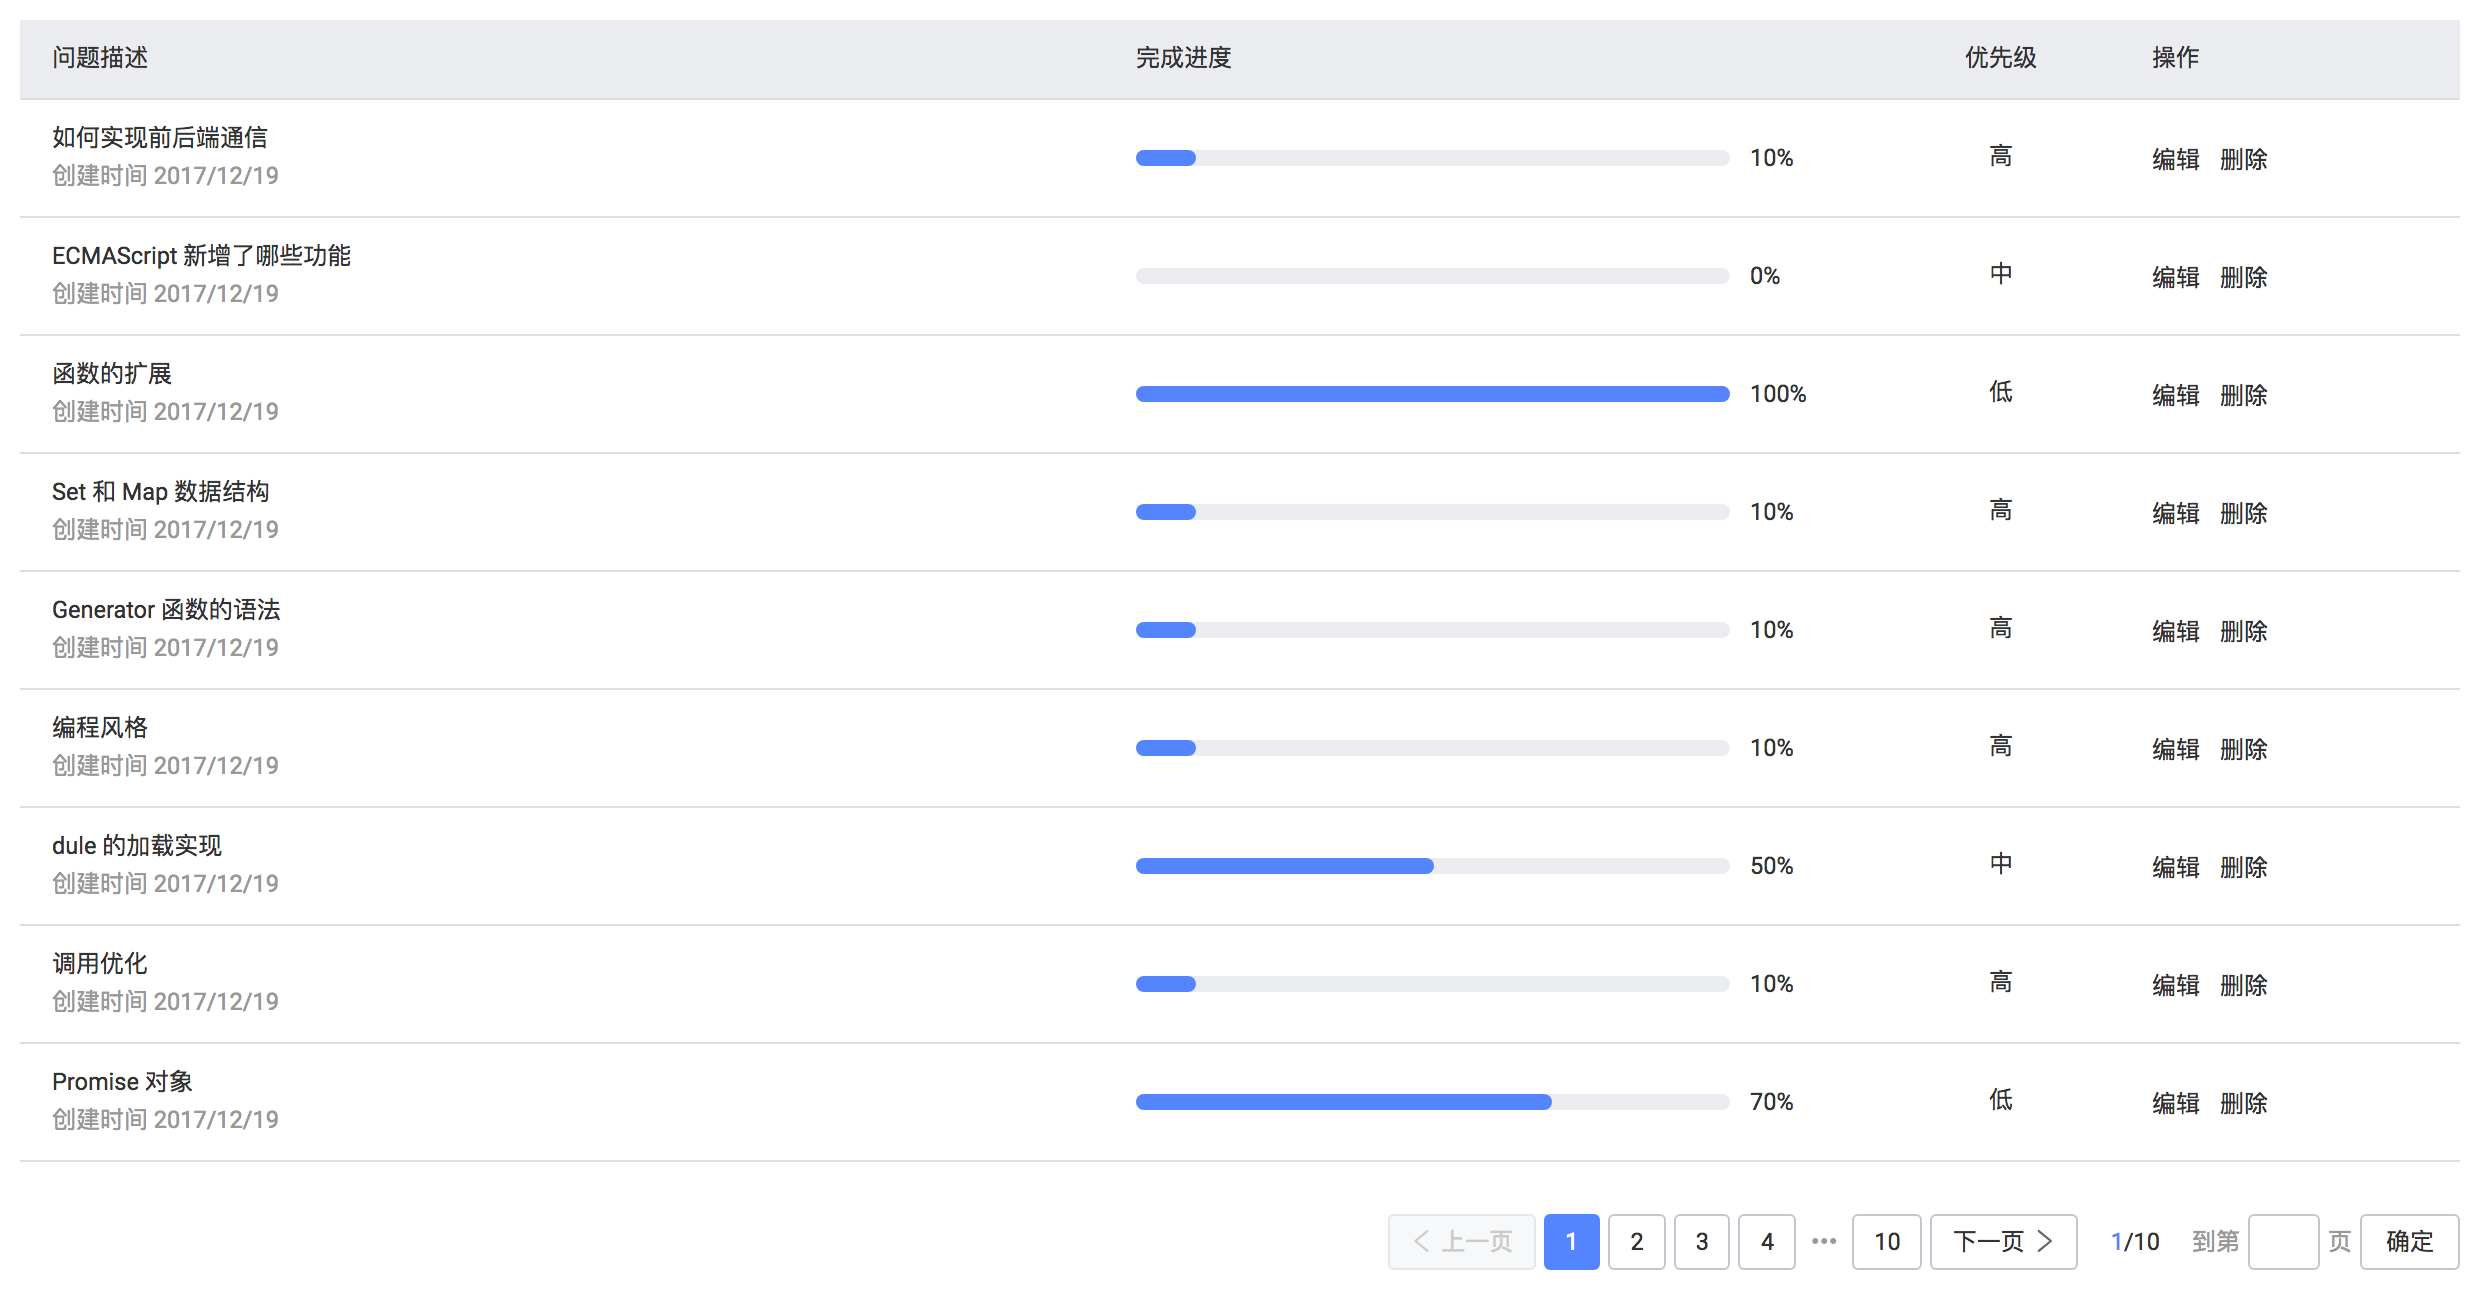 问题描述 完成进度 优先级 操作
如何实现前后端通信
创建时间 2017/12/19
10% 高 编辑 删除
ECMAScript 新增了哪些功能
创建时间 2017/12/19
0% 中 编辑 删除
函数的扩展
创建时间 2017/12/19
100% 低 编辑 删除
Set 和 Map 数据结构
创建时间 2017/12/19
10% 高 编辑 删除
Generator 函数的语法
创建时间 2017/12/19
10% 高 编辑 删除
编程风格
创建时间 2017/12/19
10% 高 编辑 删除
dule 的加载实现
创建时间 2017/12/19
50% 中 编辑 删除
调用优化
创建时间 2017/12/19
10% 高 编辑 删除
Promise 对象
创建时间 2017/12/19
70% 低 编辑 删除
上一页 1 2 3 4 ••• 10 下一页 1/10 到第 页 确定